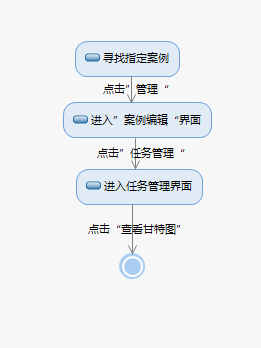 寻找指定案例
点击”管理“
进入”案例编辑“界面
点击”任务管理“
进入任务管理界面
点击“查看甘特图”